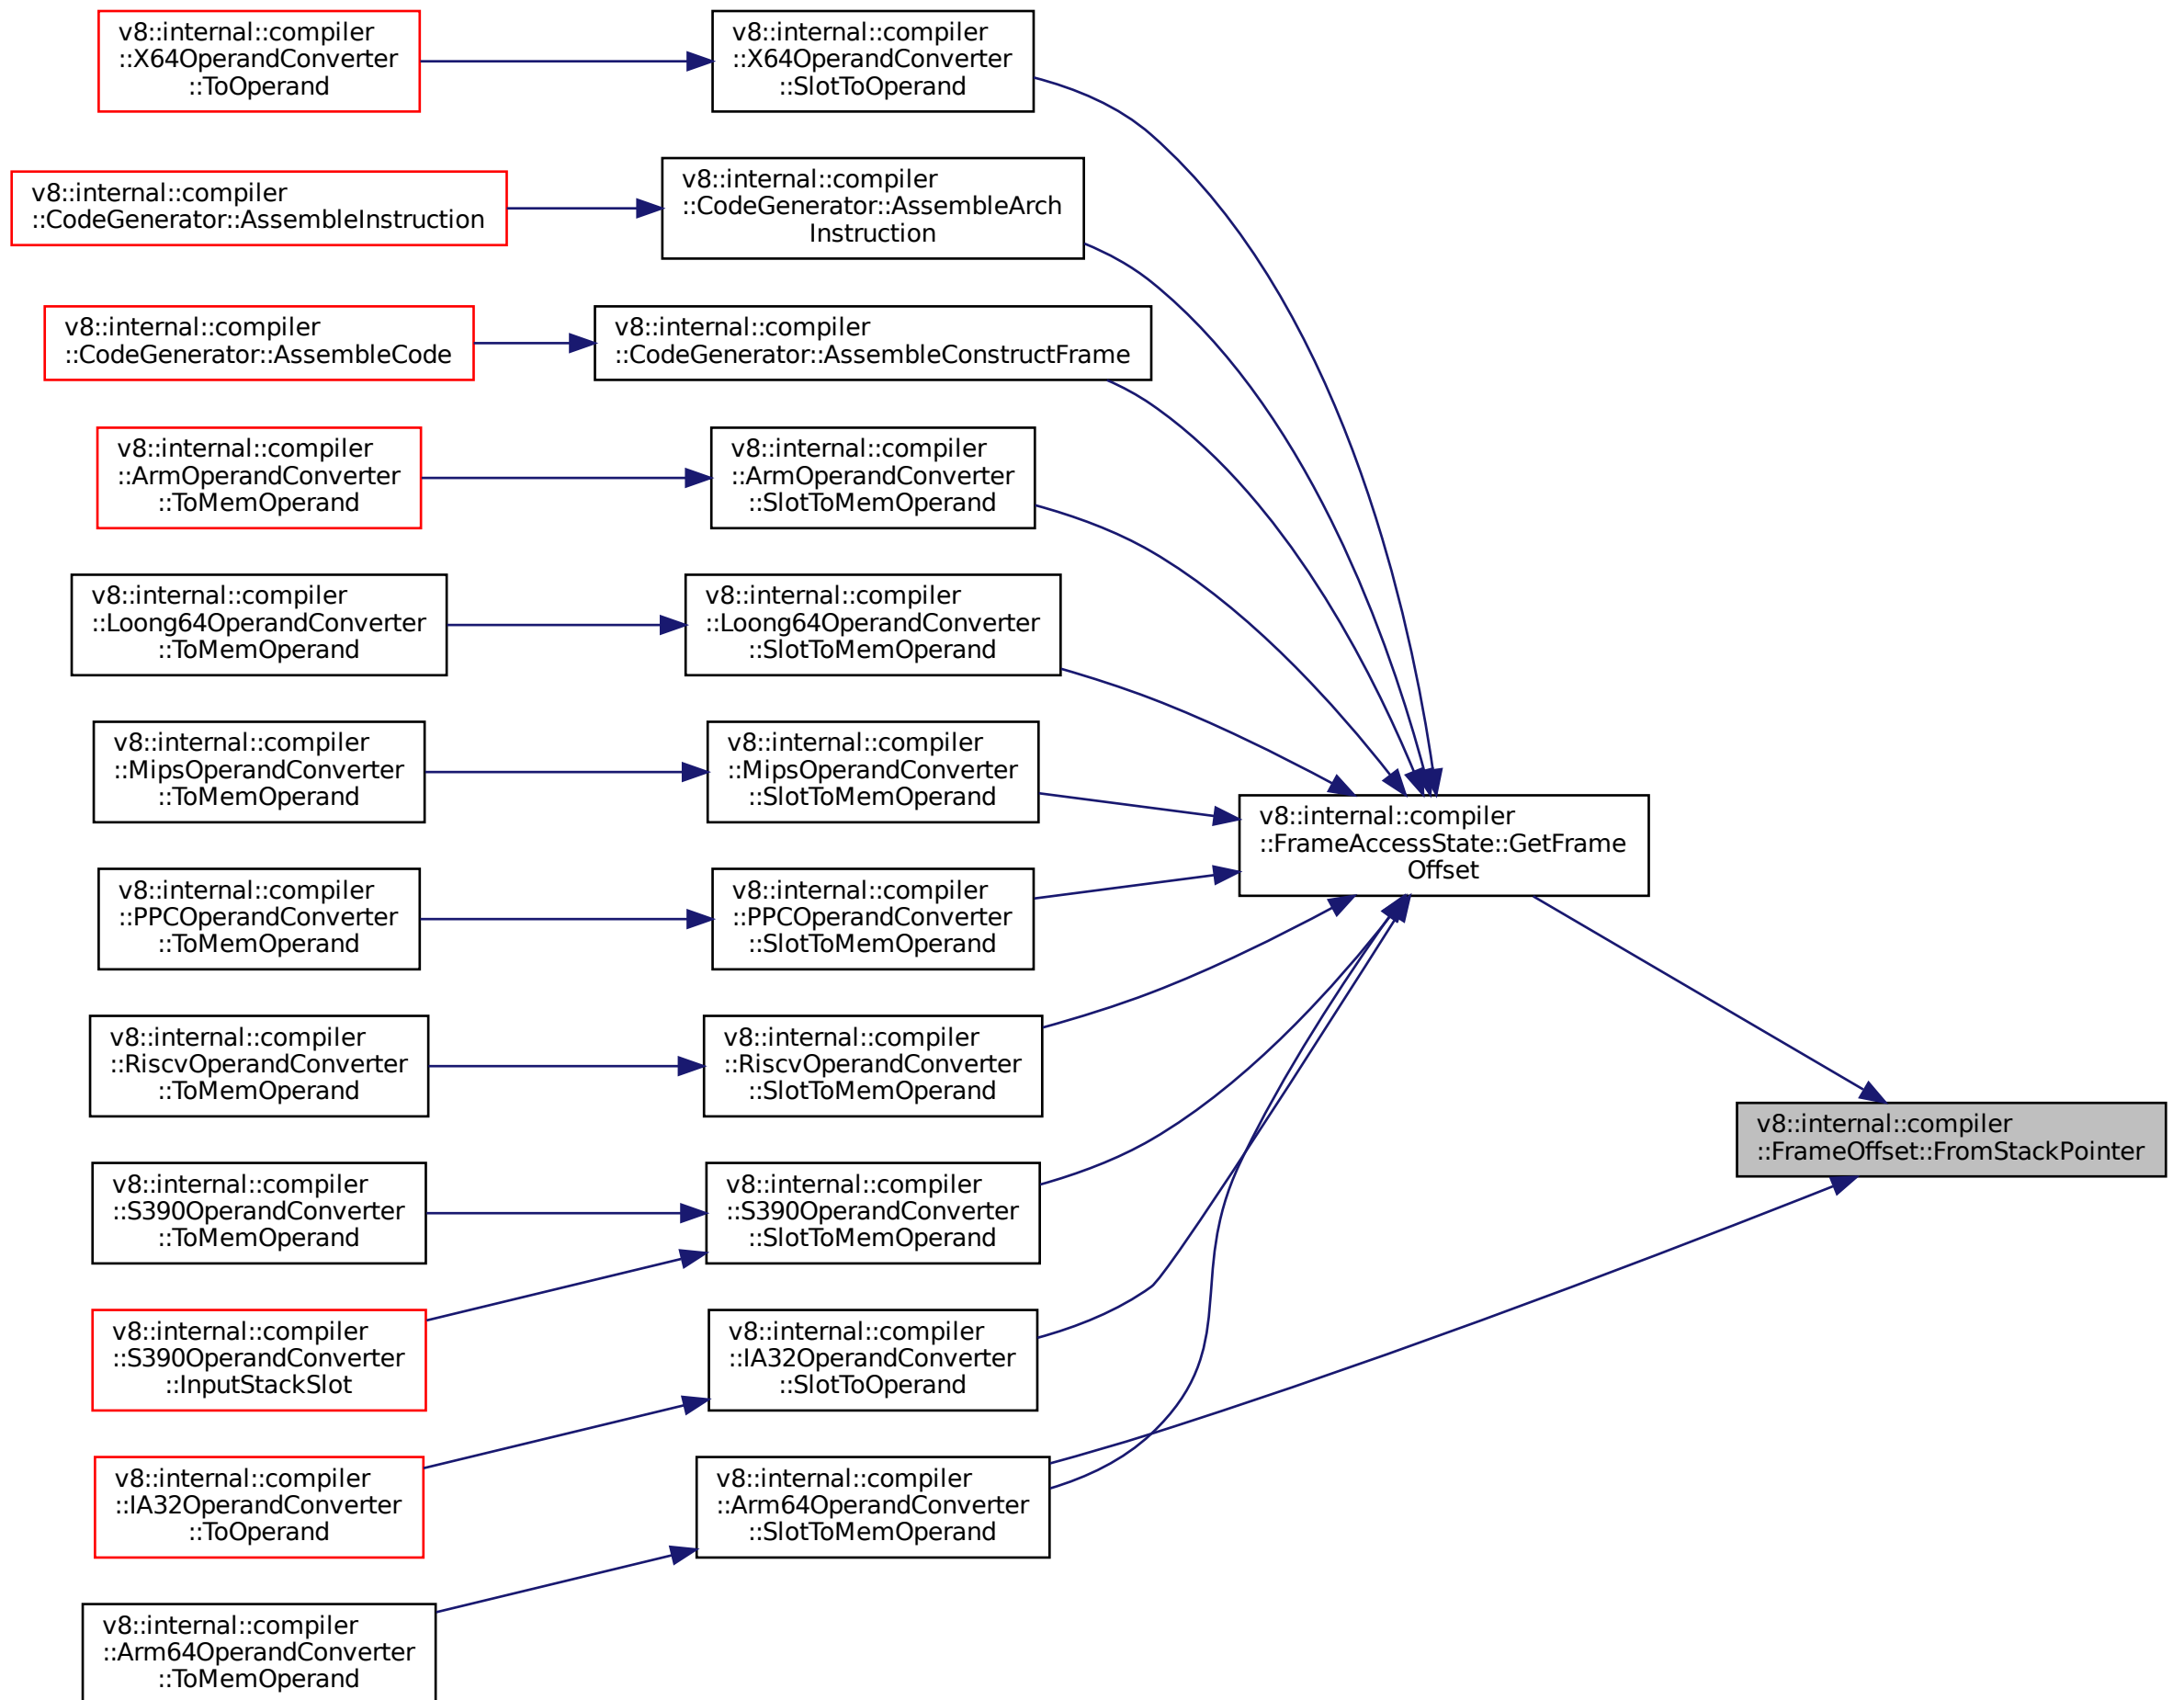 v8::internal::compiler
::X64OperandConverter
::ToOperand
v8::internal::compiler
::X64OperandConverter
::SlotToOperand
v8::internal::compiler
::CodeGenerator::AssembleInstruction
v8::internal::compiler
::CodeGenerator::AssembleArch
Instruction
v8::internal::compiler
::CodeGenerator::AssembleCode
v8::internal::compiler
::CodeGenerator::AssembleConstructFrame
v8::internal::compiler
::ArmOperandConverter
::ToMemOperand
v8::internal::compiler
::ArmOperandConverter
::SlotToMemOperand
v8::internal::compiler
::Loong64OperandConverter
::ToMemOperand
v8::internal::compiler
::Loong64OperandConverter
::SlotToMemOperand
v8::internal::compiler
::MipsOperandConverter
::ToMemOperand
v8::internal::compiler
::MipsOperandConverter
::SlotToMemOperand
v8::internal::compiler
::FrameAccessState::GetFrame
Offset
v8::internal::compiler
::PPCOperandConverter
::ToMemOperand
v8::internal::compiler
::PPCOperandConverter
::SlotToMemOperand
v8::internal::compiler
::RiscvOperandConverter
::ToMemOperand
v8::internal::compiler
::RiscvOperandConverter
::SlotToMemOperand
v8::internal::compiler
::FrameOffset::FromStackPointer
v8::internal::compiler
::S390OperandConverter
::ToMemOperand
v8::internal::compiler
::S390OperandConverter
::SlotToMemOperand
v8::internal::compiler
::S390OperandConverter
::InputStackSlot
v8::internal::compiler
::IA32OperandConverter
::SlotToOperand
v8::internal::compiler
::IA32OperandConverter
::ToOperand
v8::internal::compiler
::Arm64OperandConverter
::SlotToMemOperand
v8::internal::compiler
::Arm64OperandConverter
::ToMemOperand